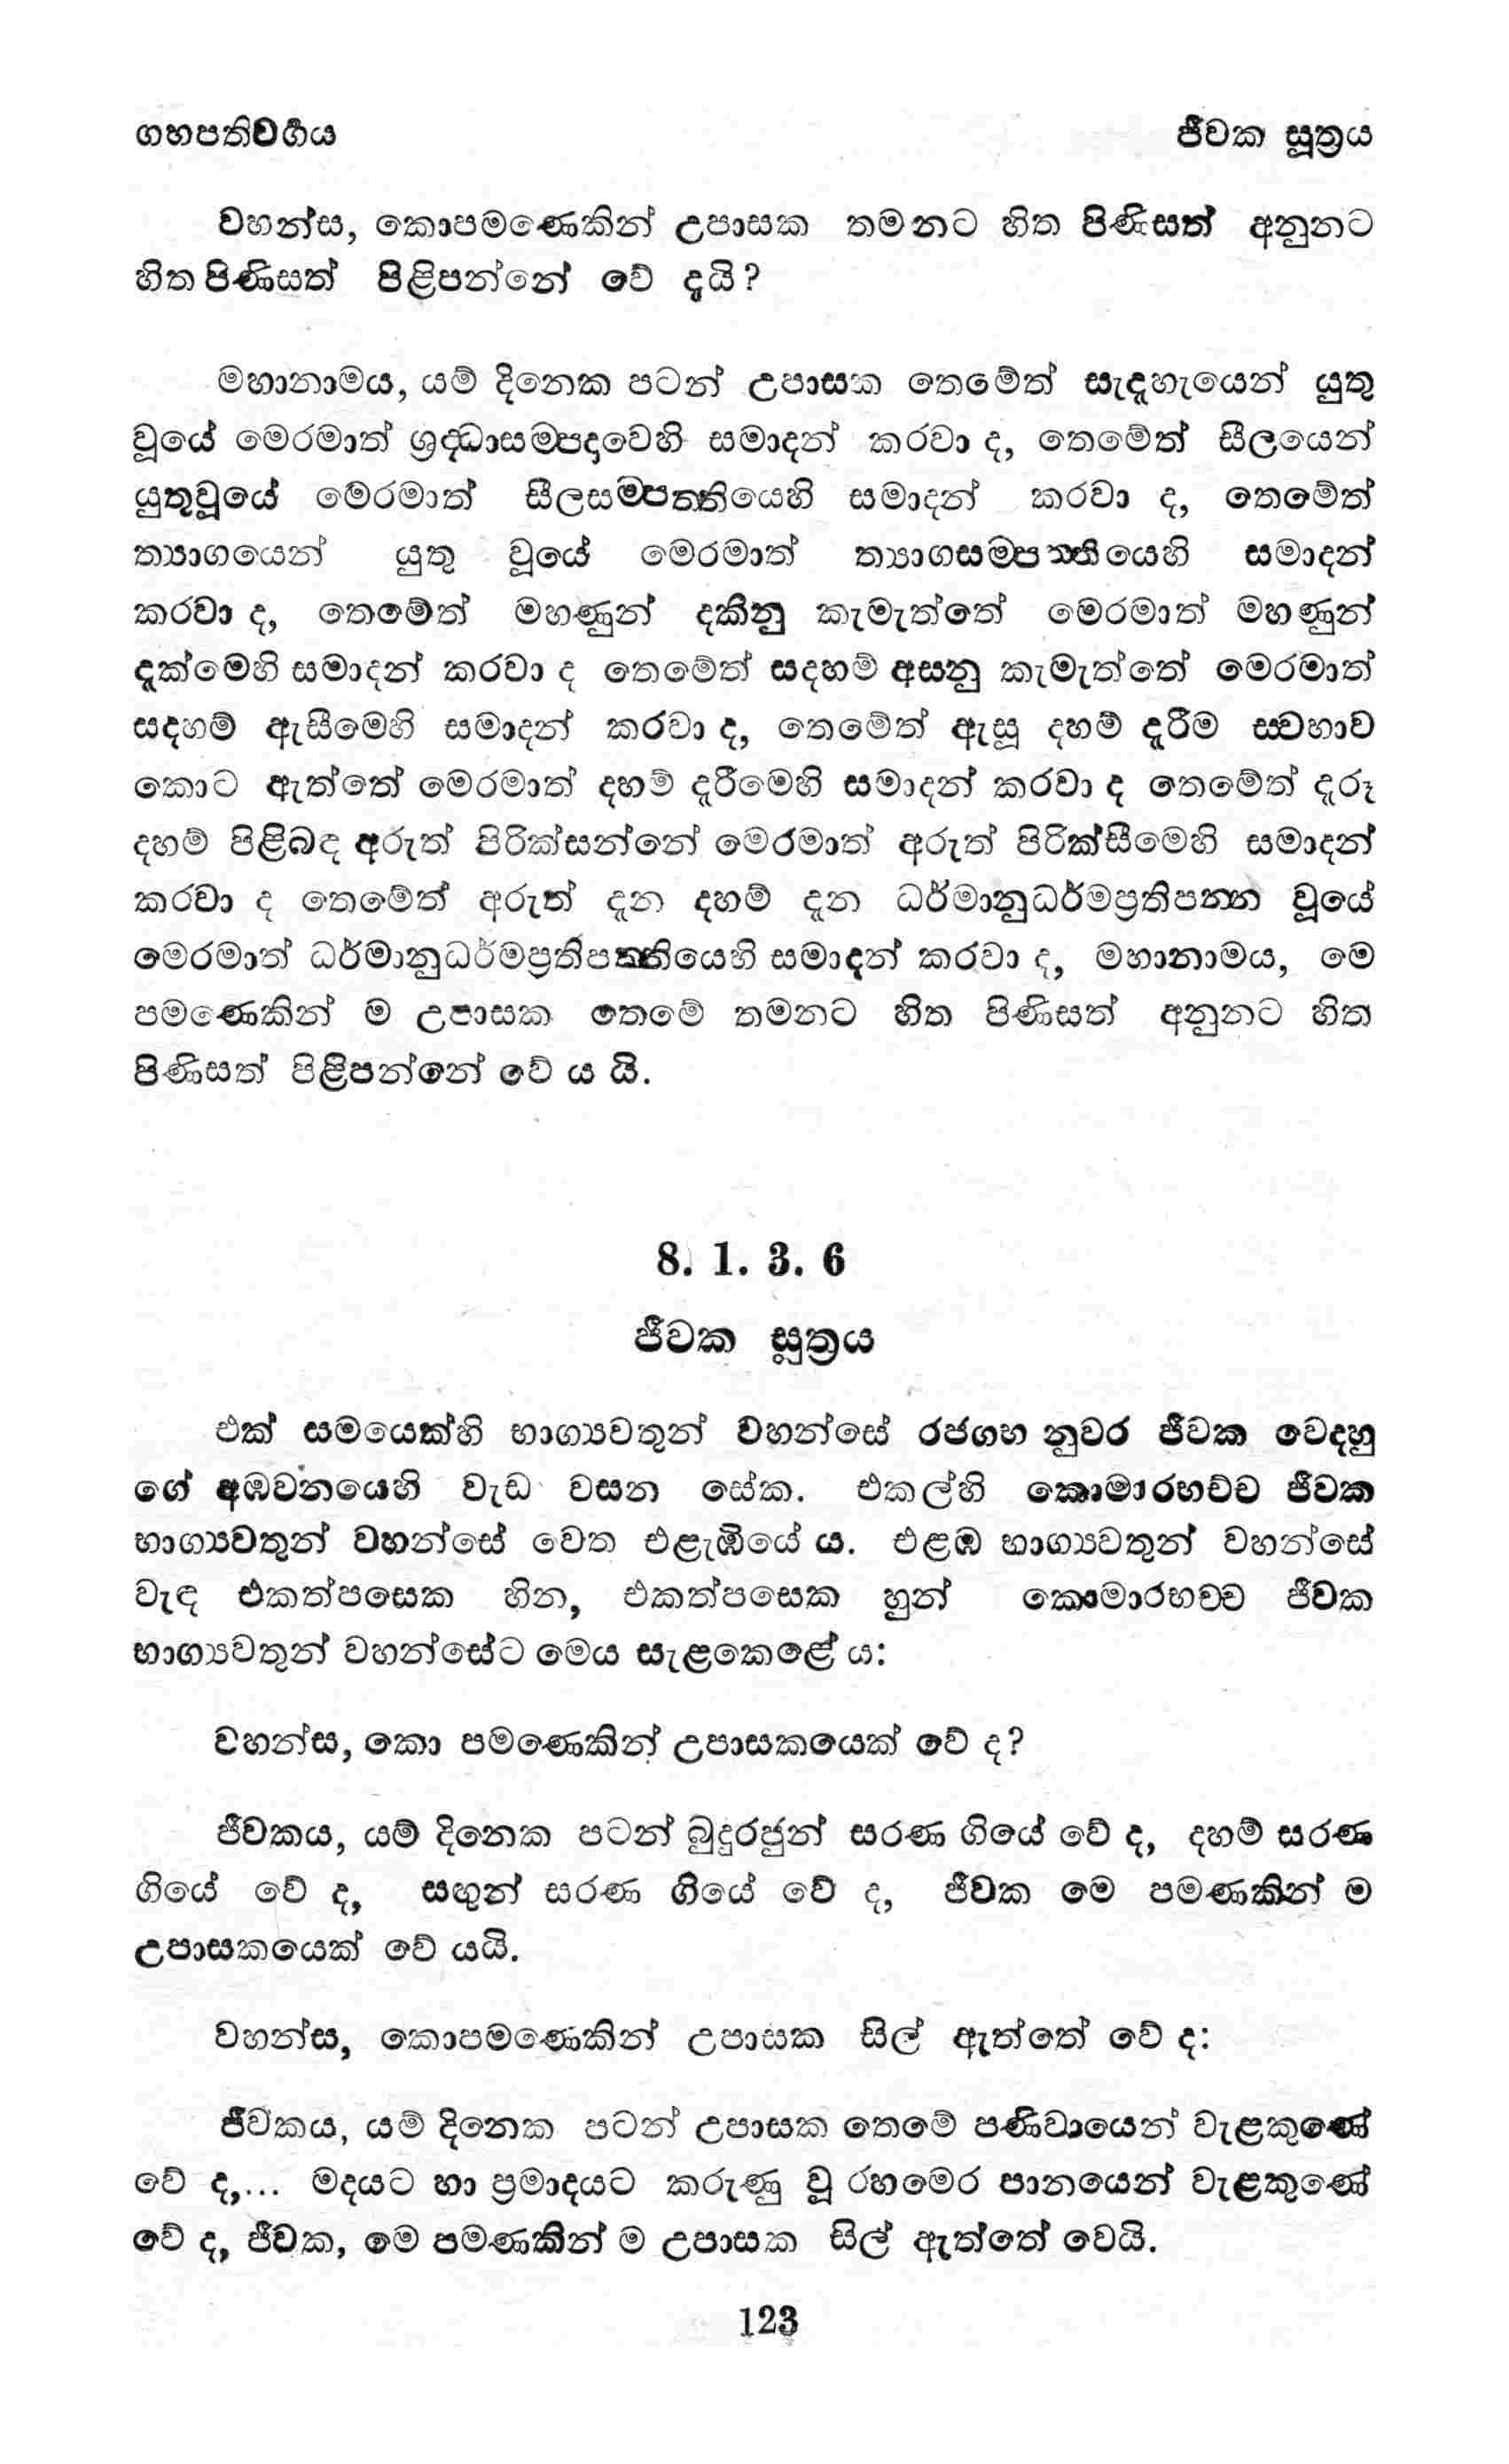 ගහපතිවර්‍ගය ජීවක සූත්‍රය
වහන්ස, කොපමණෙකින් උපාසක තමනට හිත පිණිසත් අනුනට
හිත පිණිසත් පිළිපන්නේ වේ දැයි?
මහානාමය, යම් දිනෙක පටන් උපාසක තෙමේත් සැදැහැයෙන් යුතු
වූයේ මෙරමාත් ශ්‍රද්ධාසම්පදාවෙහි සමාදන් කරවා ද, තෙමේත් සීලයෙන්
යුතුවූයේ මෙරමාත් සීලසම්පත්තියෙහි සමාදන් කරවා ද, තෙමේත්
ත්‍යාගයෙන් යුතු වූයේ මෙරමාත් ත්‍යාගසම්පත්තියෙහි සමාදන්
කරවා ද, තෙමේත් මහණුන් දකිනු කැමැත්තේ මෙරමාත් මහණුන්
දැක්මෙහි සමාදන් කරවා ද තෙමේත් සදහම් අසනු කැමැත්තේ මෙරමාත්
සදහම් ඇසීමෙහි සමාදන් කරවා ද, තෙමේත් ඇසූ දහම් දැරීම ස්වභාව
කොට ඇත්තේ මෙරමාත් දහම් දැරීමෙහි සමාදන් කරවා ද තෙමේත් දැරූ
දහම් පිළිබඳ අරුත් පිරික්සන්නේ මෙරමාත් අරුත් පිරික්සීමෙහි සමාදන්
කරවා ද තෙමේත් අරුත් දැන දහම් දැන ධර්මානුධර්මප්‍රතිපන්න වූයේ
මෙරමාත් ධර්මානුධර්මප්‍රතිපත්තියෙහි සමාදන් කරවා ද, මහානාමය, මෙ
පමණෙකින් ම උපාසක තෙමේ තමනට හිත පිණිසත් අනුනට හිත
පිණිසත් පිළිපන්නේ වේ ය යි.
8. 1. 3. 6
ජීවක සූත්‍රය
එක් සමයෙක්හි භාග්‍යවතුන් වහන්සේ රජගහ නුවර ජීවක වෙදහු
ගේ අඹවනයෙහි වැඩ වසන සේක. එකල්හි කොමාරභච්ච ජීවක
භාග්‍යවතුන් වහන්සේ වෙත එළැඹියේ ය. එළඹ භාග්‍යවතුන් වහන්සේ
වැඳ එකත්පසෙක හින, එකත්පසෙක හුන් කොමාරභච්ච ජීවක
භාග්‍යවතුන් වහන්සේට මෙය සැළකෙළේ ය:
වහන්ස, කො පමණෙකින් උපාසකයෙක් වේ ද?
ජීවකය, යම් දිනෙක පටන් බුදුරජුන් සරණ ගියේ වේ ද, දහම් සරණ
ගියේ වේ ද, සඟුන් සරණ ගියේ වේ ද, ජීවක මෙ පමණකින් ම
උපාසකයෙක් වේ යයි.
වහන්ස, කොපමණෙකින් උපාසක සිල් ඇත්තේ වේ ද:
ජීවකය, යම් දිනෙක පටන් උපාසක තෙමේ පණිවායෙන් වැළකුණේ
වේ ද,... මදයට හා ප්‍රමාදයට කරුණු වූ රහමෙර පානයෙන් වැළකුණේ
වේ ද, ජීවක, මෙ පමණකින් ම උපාසක සිල් ඇත්තේ වෙයි.
123